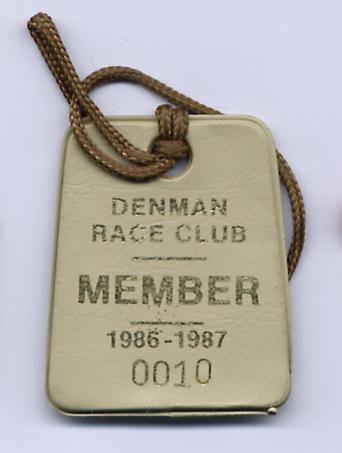 DENMAN
RACE CLUB
MEMBER
1986-1987
0010